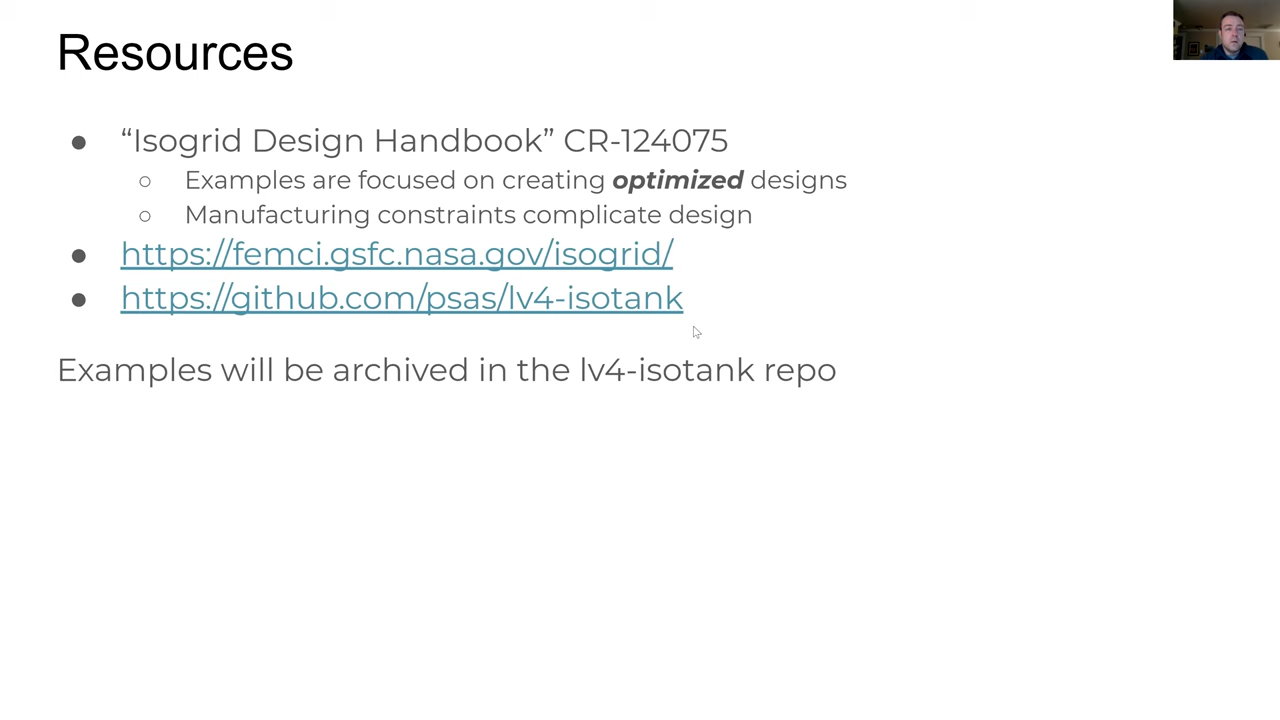 Resources
● “Isogrid Design Handbook” CR-124075
○ Examples are focused on creating optimized designs
○ Manufacturing constraints complicate design
● https://femci.gsfc.nasa.gov/isogrid/
● https://github.com/psas/lv4-isotank
Examples will be archived in the lv4-isotank repo